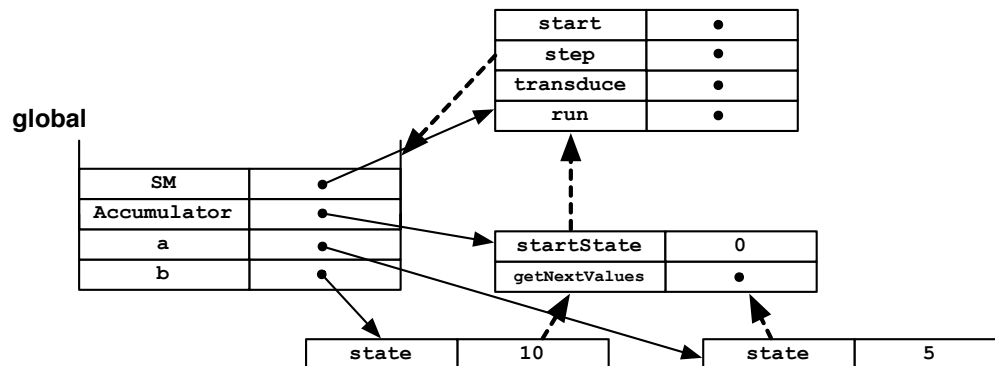 start
step
transduce
run
global
SM
Accumulator
a
b
startState 0
getNextValues
state 10
state 5